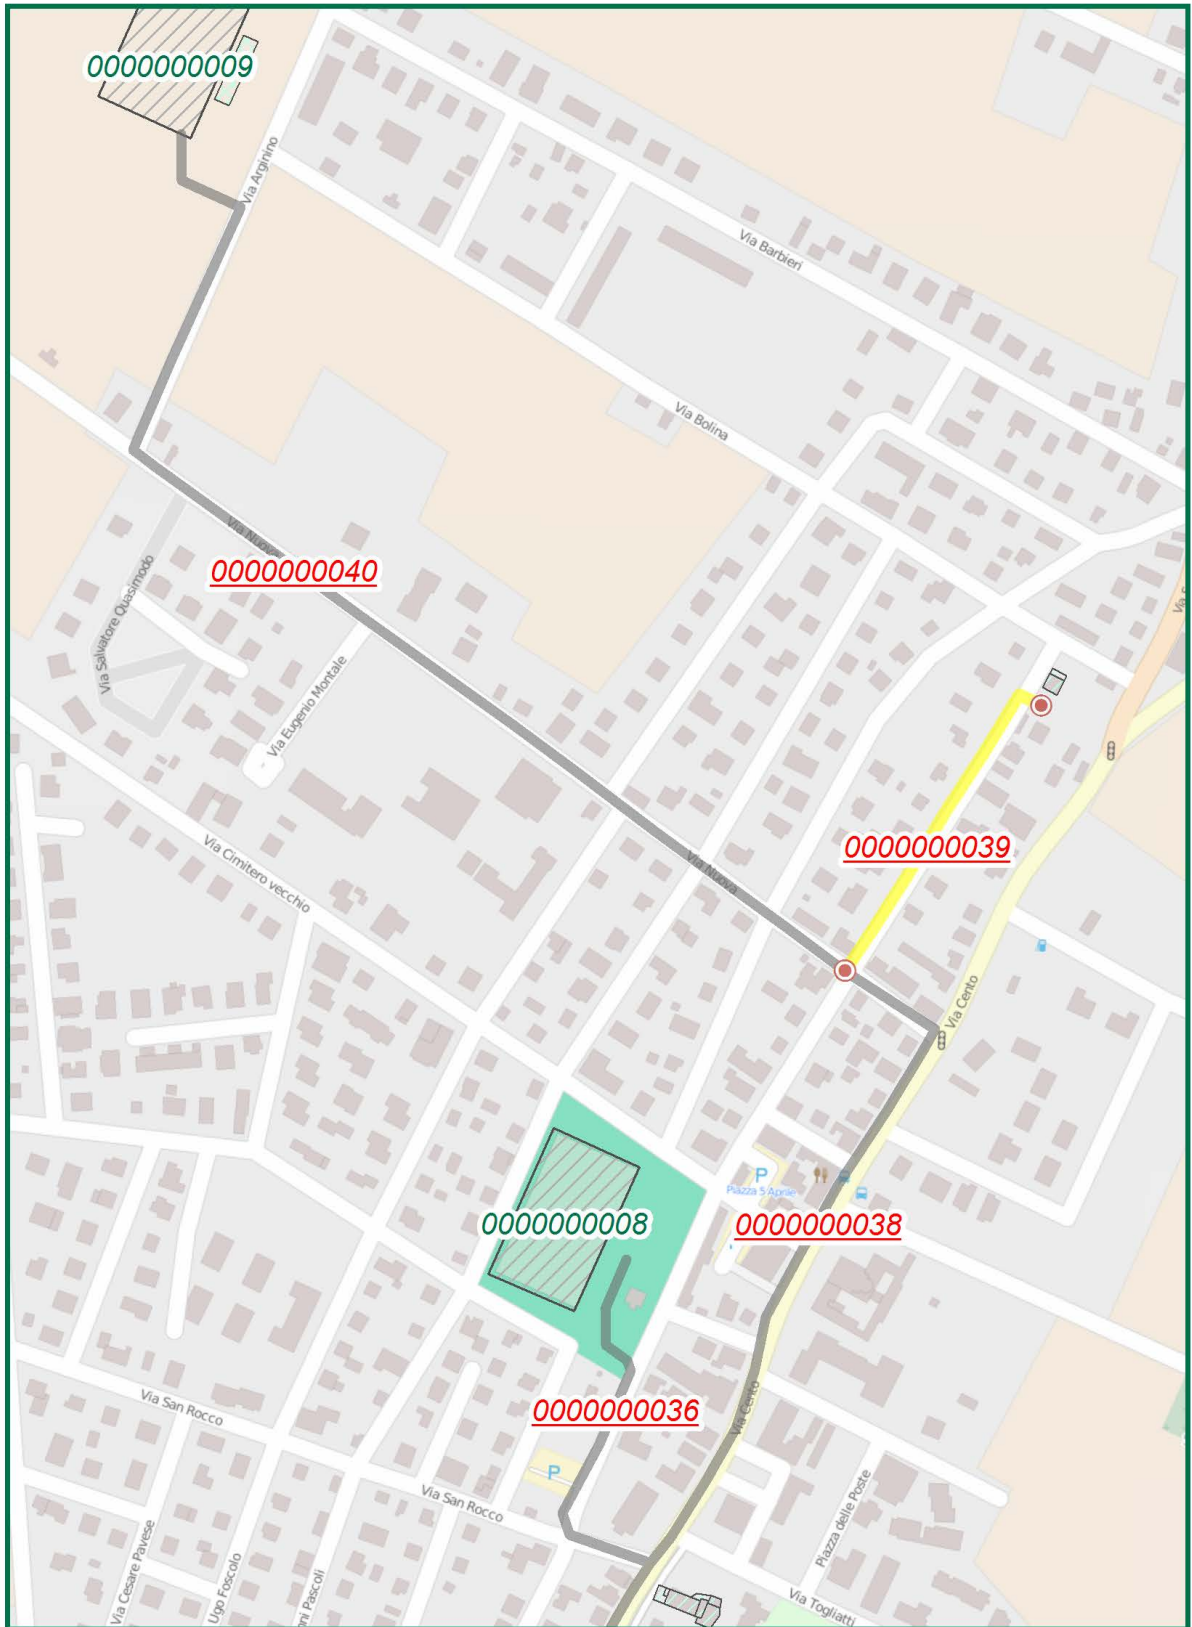 0000000009
Via Arginino
Via Barbieri
Via Bolina
Via Nuova
0000000040
Via Salvatore Quasimodo
Via Eugenio Montale
0000000039
Via Nuova
Via Cimitero vecchio
Via Cento
P
Piazza 5 Aprile
0000000008
0000000038
Via Cento
0000000036
Via San Rocco
P
Via San Rocco
Piazza delle Poste
Via Cesare Pavese
Ugo Foscolo
Pascoli
Via Togliatti